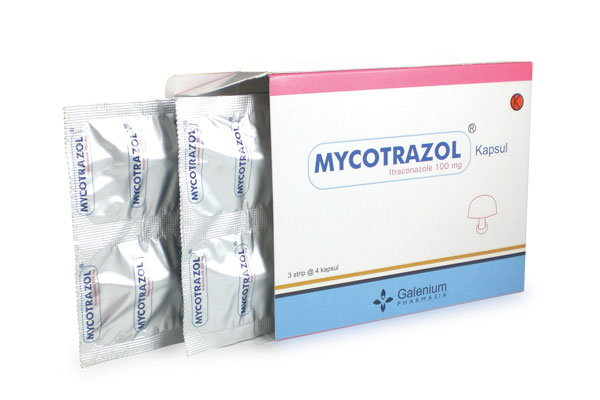 MYCOTRAZOL® Kapsul
Itraconazole 100 mg
K
3 strip @ 4 kapsul
Galenium
PHARMASIA
MYCOTRAZOL®
MYCOTRAZOL®
MYCOTRAZOL®
MYCOTRAZOL®